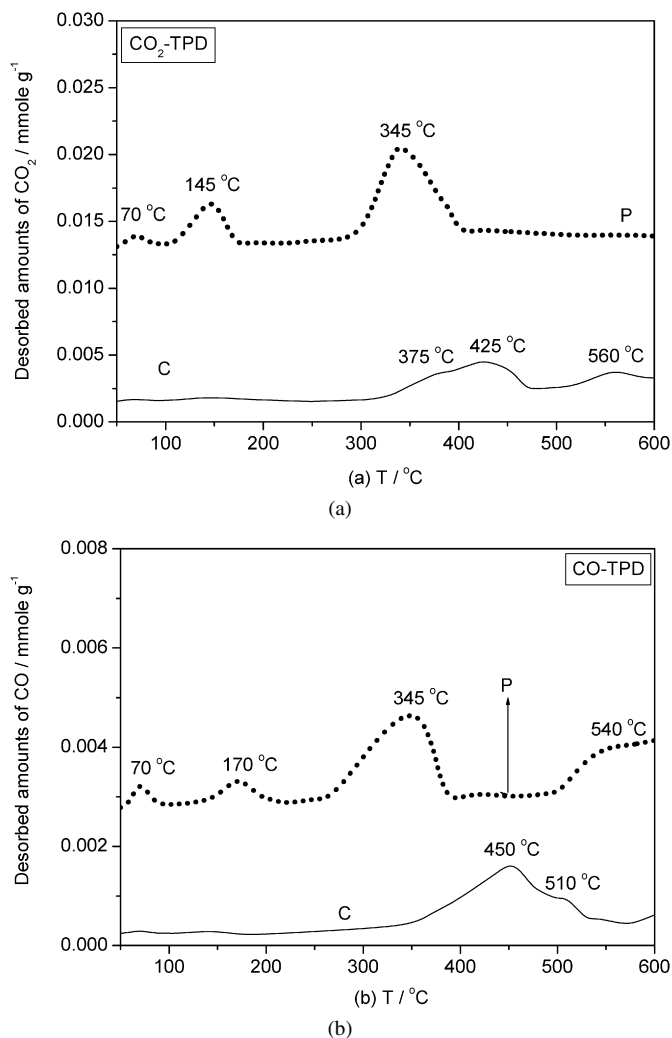 0.030
CO₂-TPD
0.025
345 °C
0.020
145 °C
70 °C
P
0.015
0.010
425 °C
375 °C
560 °C
0.005
C
0.000
Desorbed amounts of CO₂ / mmole g⁻¹
100 200 300 400 500 600
(a) T / °C
(a)
0.008
CO-TPD
0.006
P
345 °C
540 °C
0.004
70 °C
170 °C
450 °C
0.002
510 °C
C
0.000
Desorbed amounts of CO / mmole g⁻¹
100 200 300 400 500 600
(b) T / °C
(b)